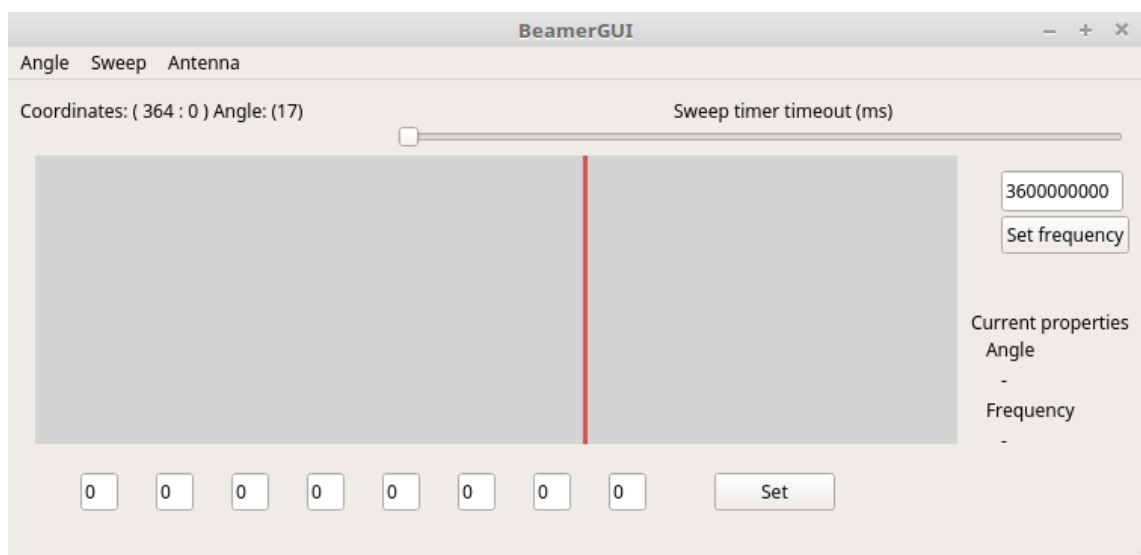 BeamerGUI
Angle Sweep Antenna
Coordinates: ( 364 : 0 ) Angle: (17)
Sweep timer timeout (ms)
3600000000
Set frequency
Current properties
Angle
-
Frequency
-
0 0 0 0 0 0 0 0 Set